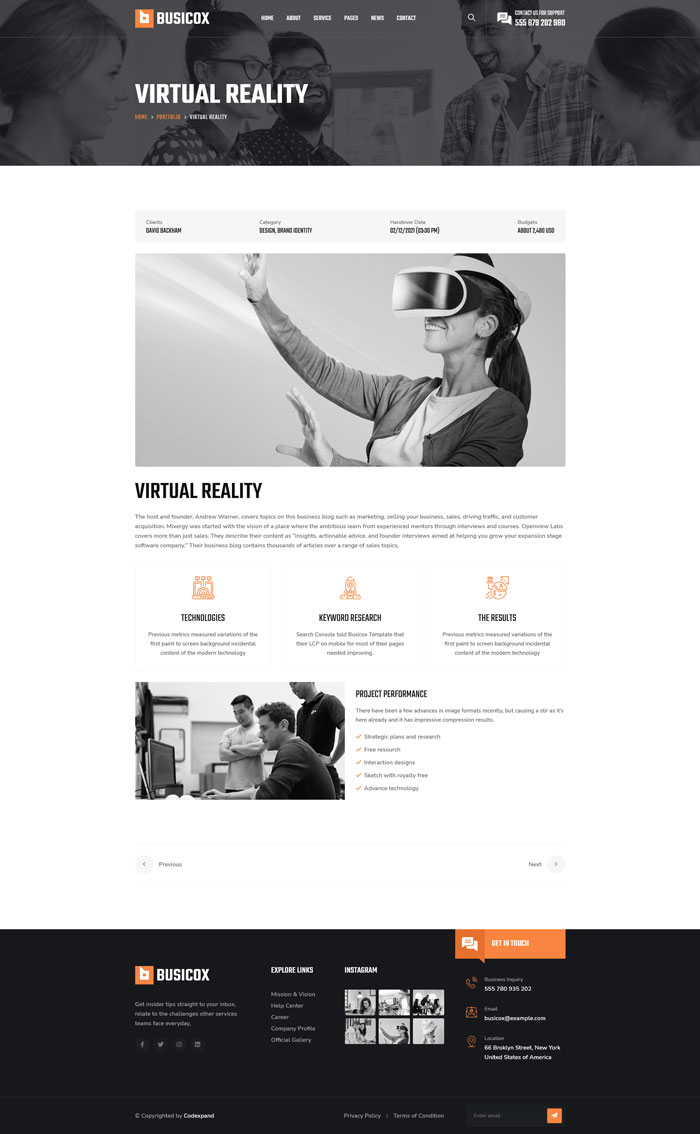 BUSICOX
HOME ABOUT SERVICE PAGES NEWS CONTACT
CONTACT US FOR SUPPORT
555 879 202 980
VIRTUAL REALITY
HOME > PORTFOLIO > VIRTUAL REALITY
Clients Category Handover Date Budgets
DAVID BACKHAM DESIGN, BRAND IDENTITY 02/12/2021 (03:30 PM) ABOUT 2,480 USD
VIRTUAL REALITY
The host and founder, Andrew Warner, covers topics on this business blog such as marketing, selling your business, sales, driving traffic, and customer
acquisition. Mixergy was started with the vision of a place where the ambitious learn from experienced mentors through interviews and courses. Openview Labs
covers more than just sales. They describe their content as "insights, actionable advice, and founder interviews aimed at helping you grow your expansion stage
software company." Their business blog contains thousands of articles over a range of sales topics.
TECHNOLOGIES
Previous metrics measured variations of the
first paint to screen background incidental
content of the modern technology
KEYWORD RESEARCH
Search Console told Busicox Template that
their LCP on mobile for most of their pages
needed improving.
THE RESULTS
Previous metrics measured variations of the
first paint to screen background incidental
content of the modern technology
PROJECT PERFORMANCE
There have been a few advances in image formats recently, but causing a stir as it's
here already and it has impressive compression results.
Strategic plans and research
Free resourch
Interaction designs
Sketch with royalty free
Advance technology
Previous
Next
GET IN TOUCH
BUSICOX
Get insider tips straight to your inbox,
relate to the challenges other services
teams face everyday.
EXPLORE LINKS
Mission & Vision
Help Center
Career
Company Profile
Official Gallery
INSTAGRAM
Business Inquiry
555 780 935 202
Email
busicox@example.com
Location
66 Broklyn Street, New York
United States of America
© Copyrighted by Codexpand
Privacy Policy | Terms of Condition
Enter email